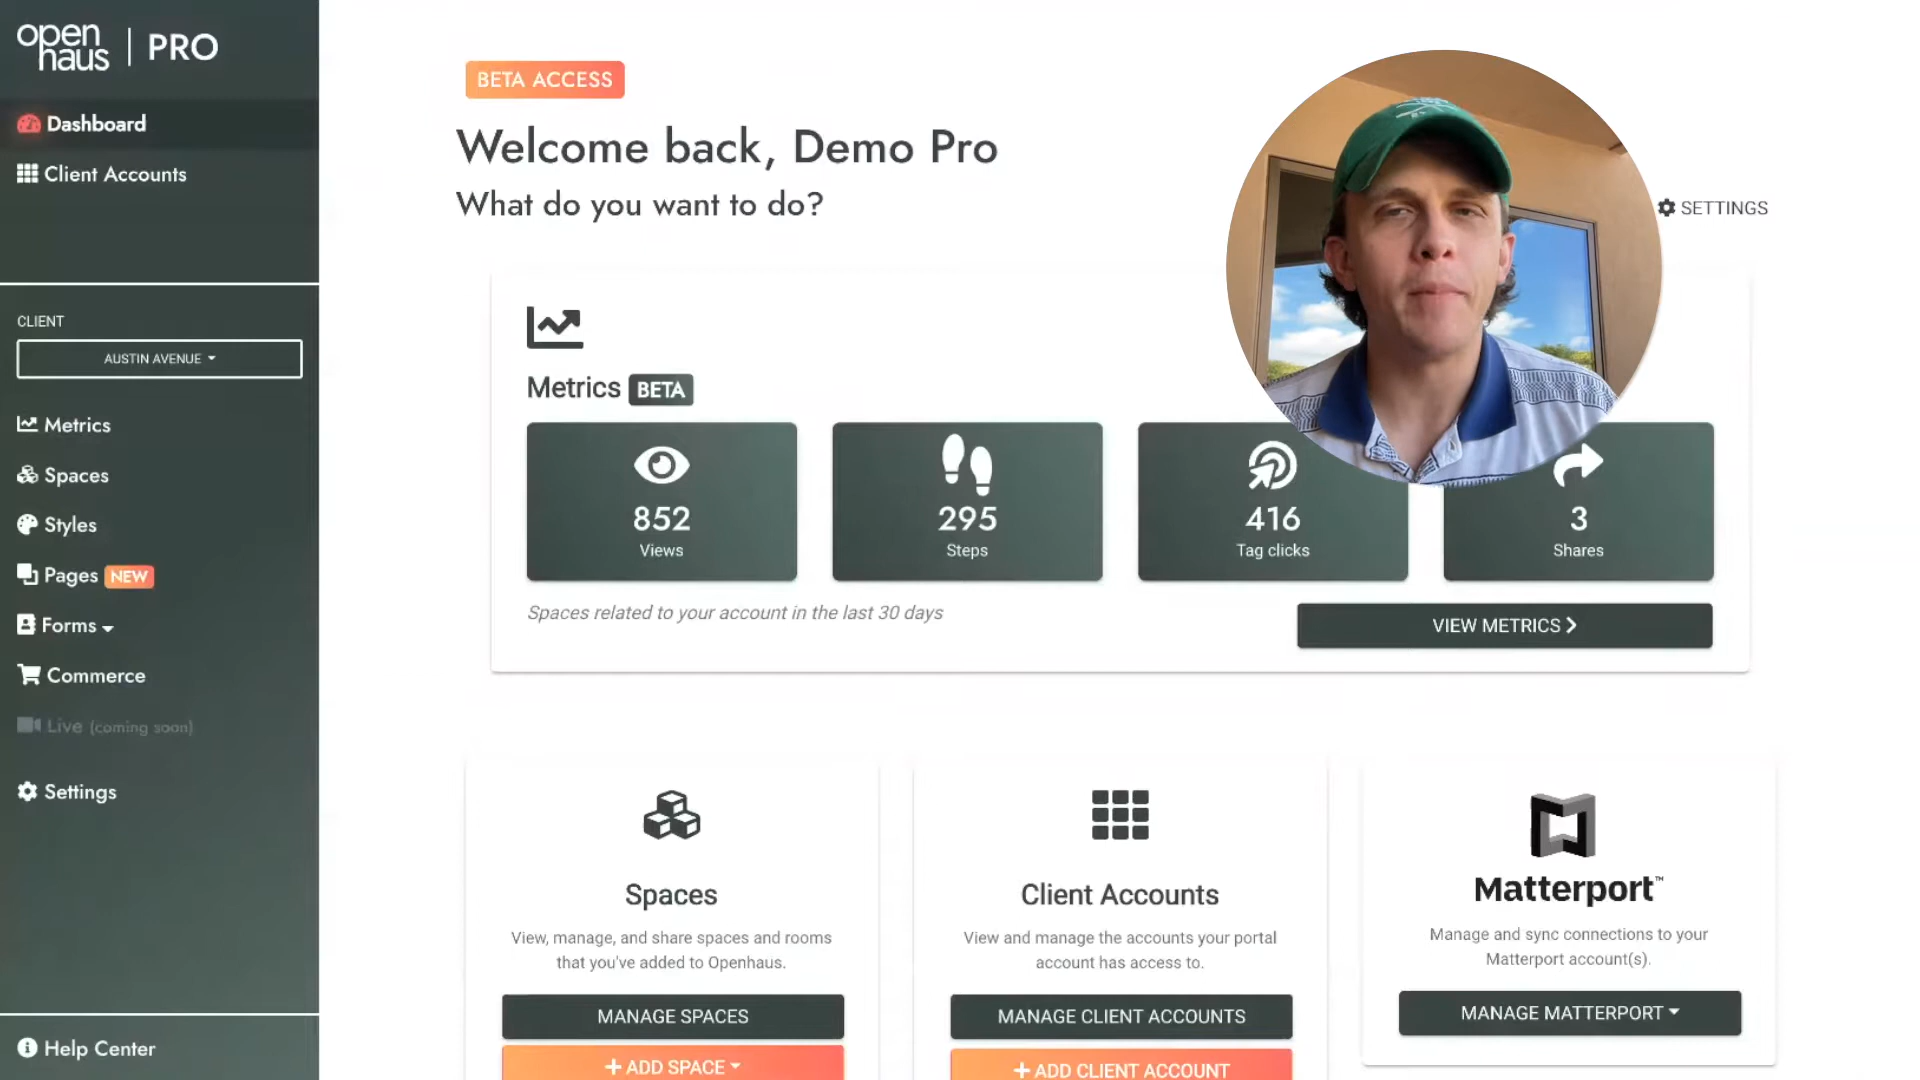 open
haus | PRO
Dashboard
Client Accounts
CLIENT
AUSTIN AVENUE
Metrics
Spaces
Styles
Pages NEW
Forms
Commerce
Live (coming soon)
Settings
Help Center
BETA ACCESS
Welcome back, Demo Pro
What do you want to do?
SETTINGS
Metrics BETA
852
Views
295
Steps
416
Tag clicks
3
Shares
Spaces related to your account in the last 30 days
VIEW METRICS
Spaces
View, manage, and share spaces and rooms
that you've added to Openhaus.
MANAGE SPACES
+ ADD SPACE
Client Accounts
View and manage the accounts your portal
account has access to.
MANAGE CLIENT ACCOUNTS
+ ADD CLIENT ACCOUNT
Matterport™
Manage and sync connections to your
Matterport account(s).
MANAGE MATTERPORT